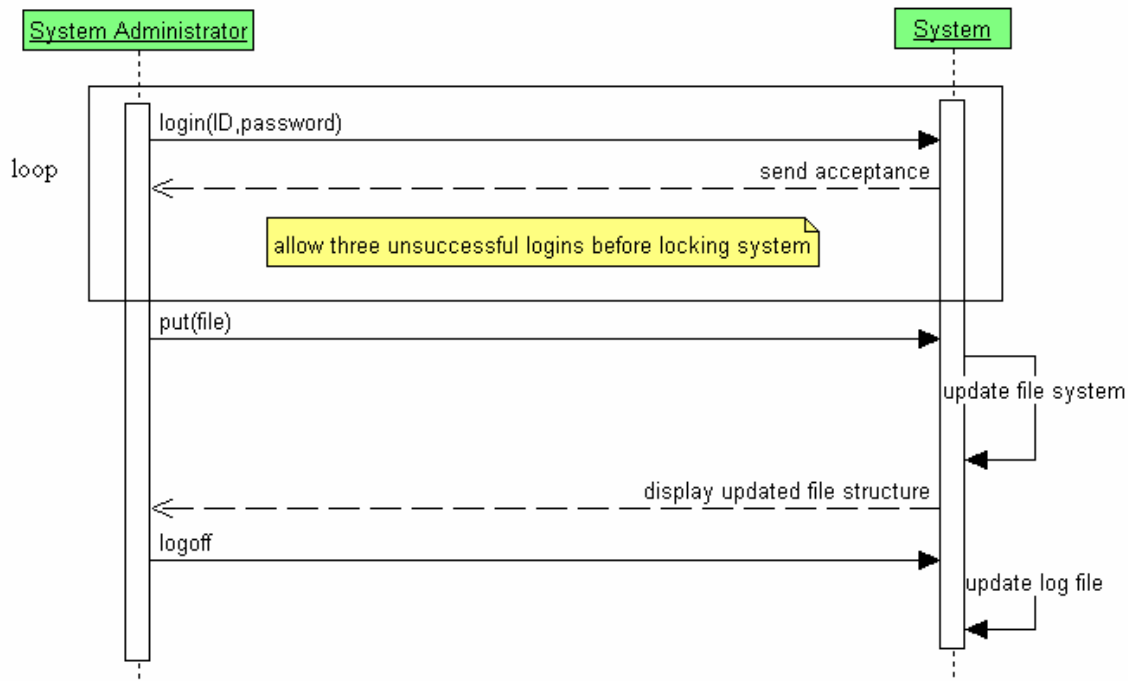 System Administrator
System
login(ID,password)
loop
send acceptance
allow three unsuccessful logins before locking system
put(file)
update file system
display updated file structure
logoff
update log file